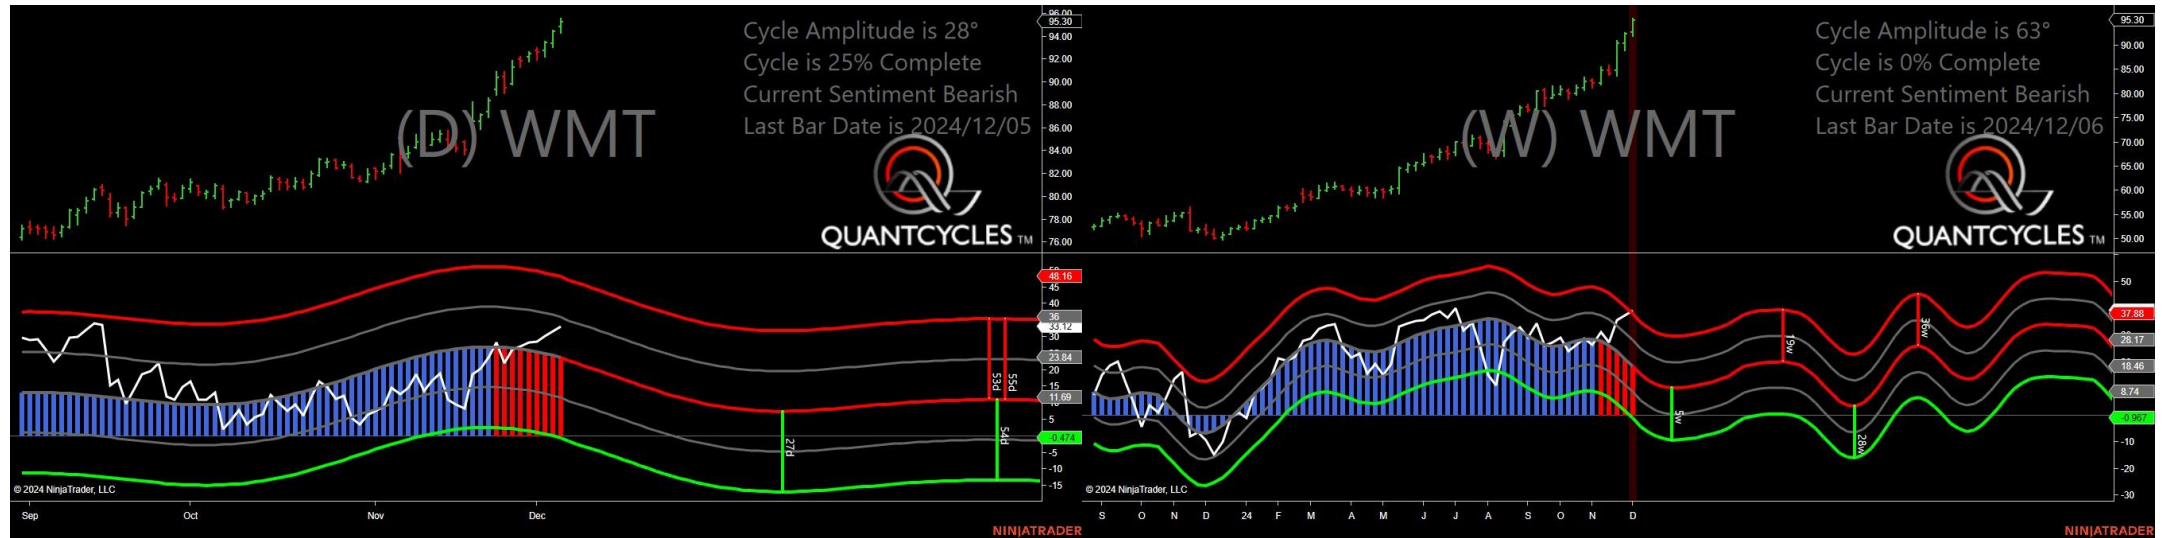 Cycle Amplitude is 28°
Cycle is 25% Complete
Current Sentiment Bearish
Last Bar Date is 2024/12/05
(D) WMT
QUANTCYCLES TM
96.00
95.30
94.00
92.00
90.00
88.00
86.00
84.00
82.00
80.00
78.00
76.00
48.16
45
40
36
33.12
30
23.84
20
15
11.69
5
-0.474
-5
-10
-15
27d
53d
55d
54d
© 2024 NinjaTrader, LLC
Sep Oct Nov Dec
NINJATRADER
Cycle Amplitude is 63°
Cycle is 0% Complete
Current Sentiment Bearish
Last Bar Date is 2024/12/06
(W) WMT
QUANTCYCLES TM
95.30
90.00
85.00
80.00
75.00
70.00
65.00
60.00
55.00
50.00
50
37.88
28.17
18.46
8.74
-0.967
-10
-20
-30
5w
19w
28w
36w
© 2024 NinjaTrader, LLC
S O N D 24 F M A M J J A S O N D
NINJATRADER